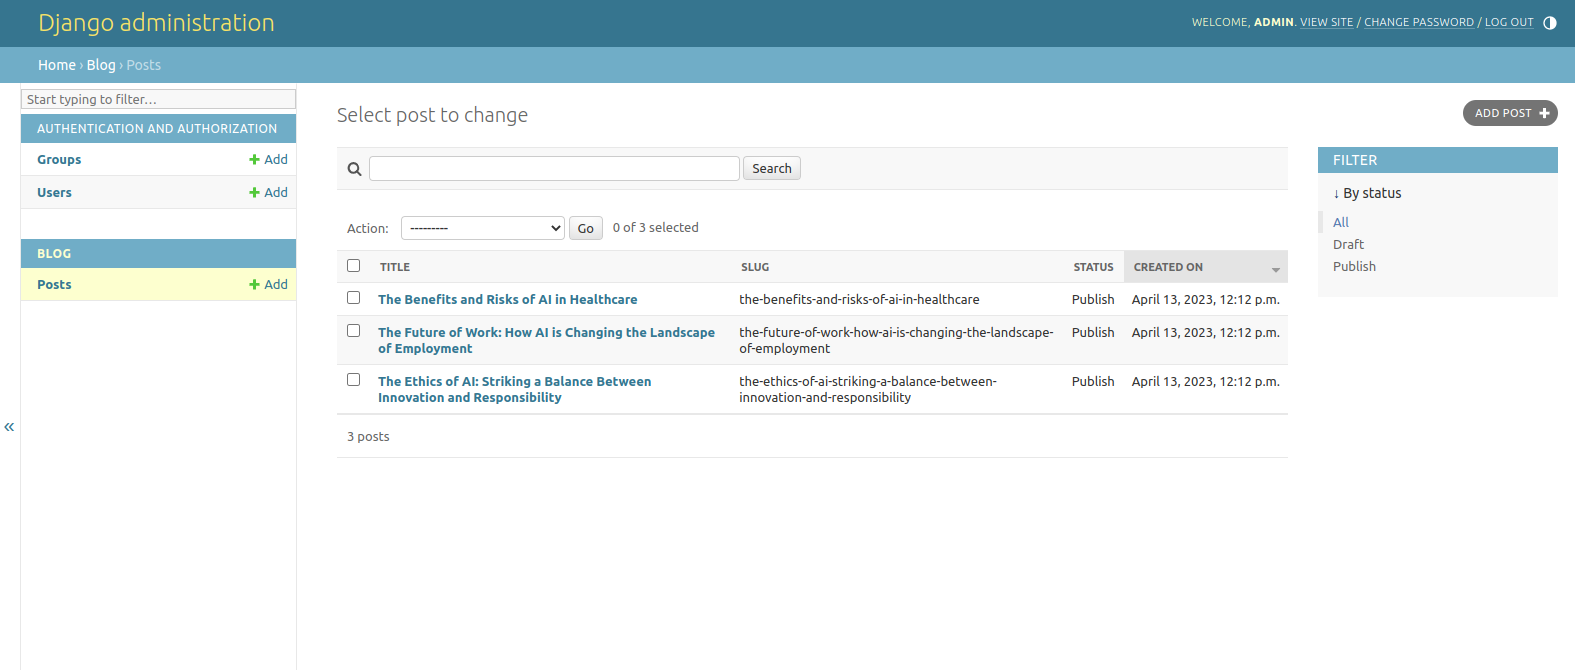 Django administration
WELCOME, ADMIN. VIEW SITE / CHANGE PASSWORD / LOG OUT
Home › Blog › Posts
Start typing to filter…
AUTHENTICATION AND AUTHORIZATION
Groups
Add
Users
Add
BLOG
Posts
Add
«
Select post to change
ADD POST
Search
Action:
---------
Go
0 of 3 selected
TITLE
SLUG
STATUS
CREATED ON
The Benefits and Risks of AI in Healthcare
the-benefits-and-risks-of-ai-in-healthcare
Publish
April 13, 2023, 12:12 p.m.
The Future of Work: How AI is Changing the Landscape
of Employment
the-future-of-work-how-ai-is-changing-the-landscape-
of-employment
Publish
April 13, 2023, 12:12 p.m.
The Ethics of AI: Striking a Balance Between
Innovation and Responsibility
the-ethics-of-ai-striking-a-balance-between-
innovation-and-responsibility
Publish
April 13, 2023, 12:12 p.m.
3 posts
FILTER
↓ By status
All
Draft
Publish